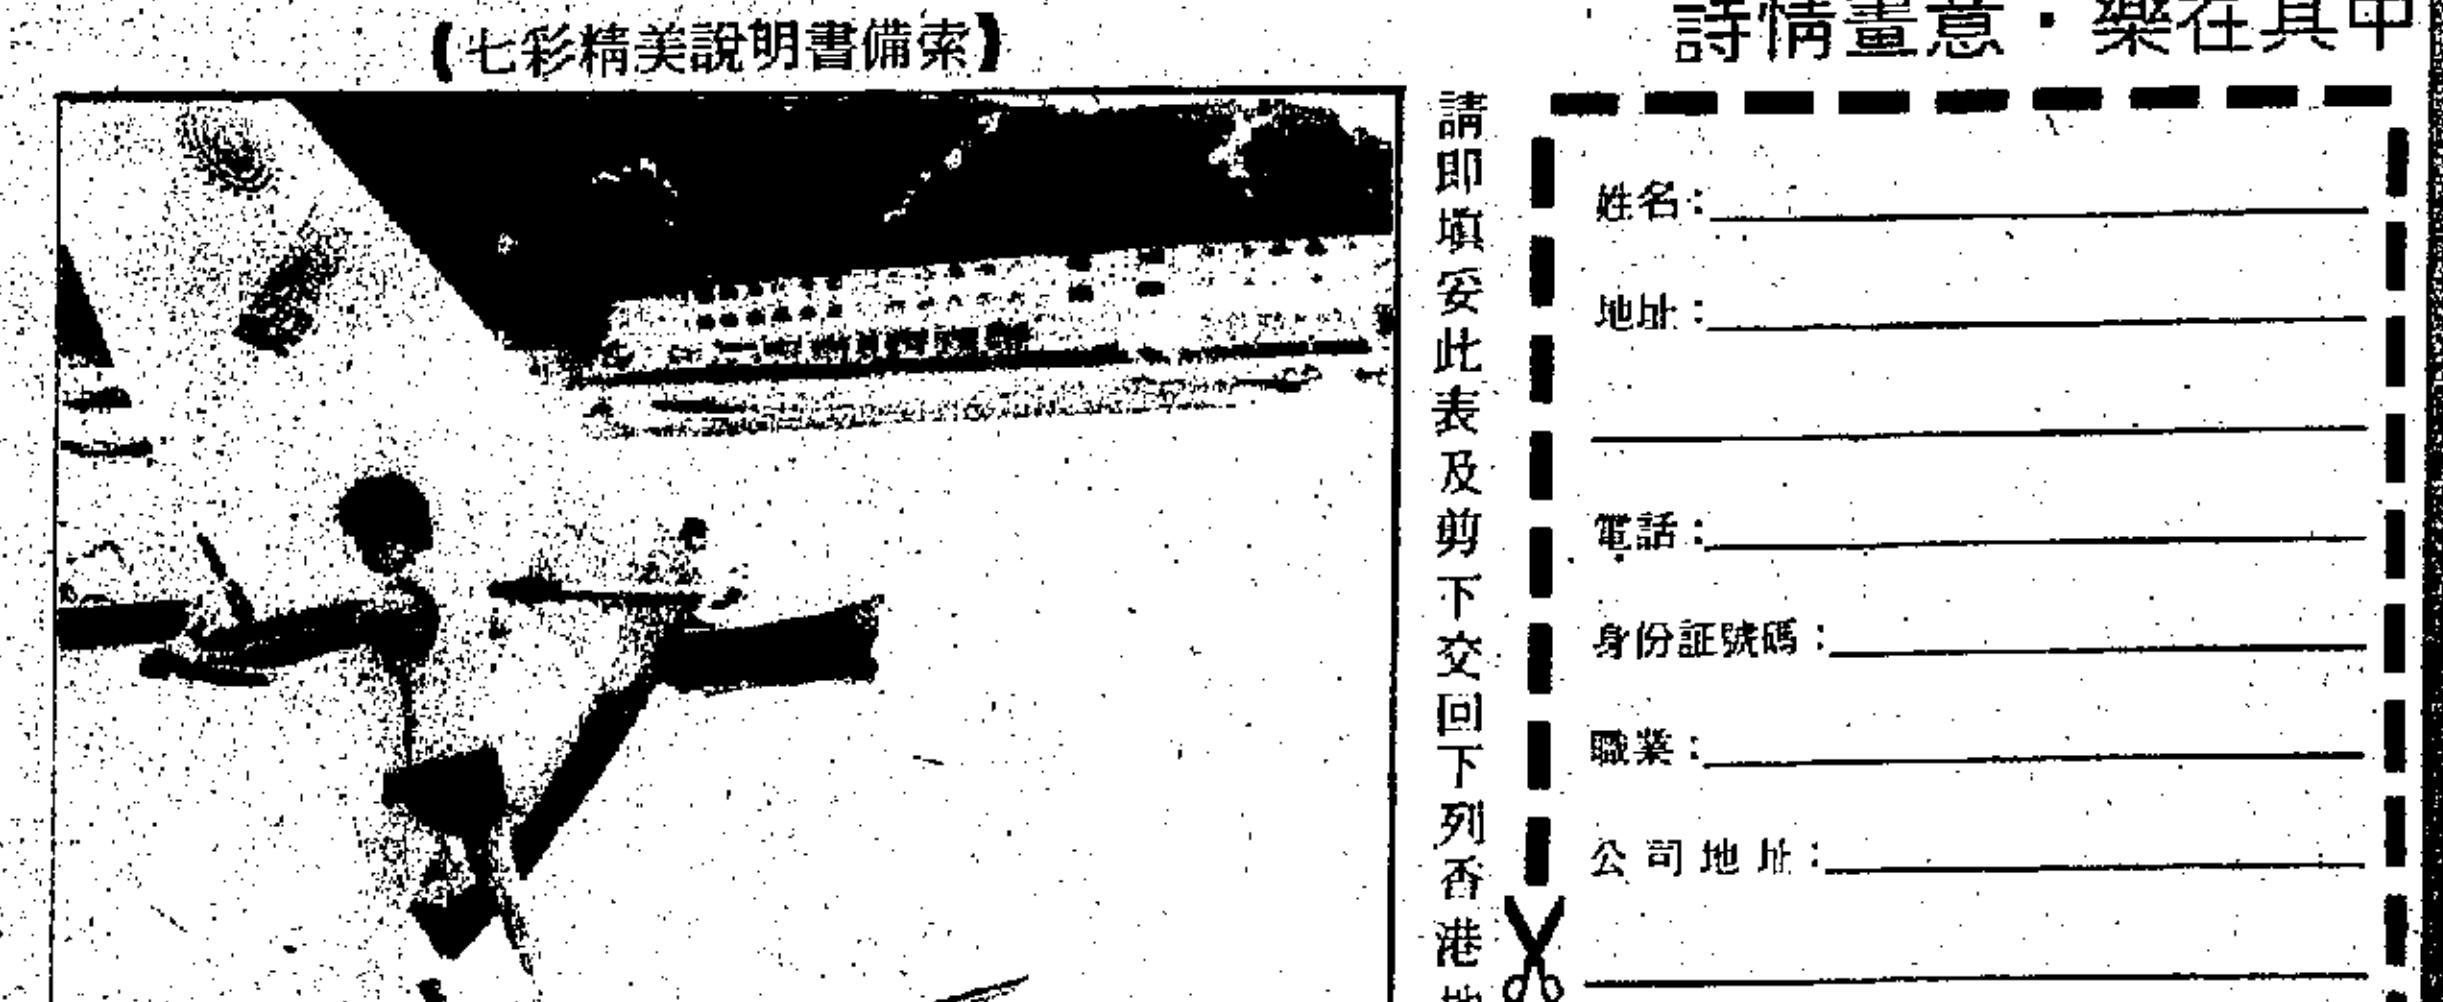 【七彩精美說明書備索】
詩情畫意·樂在其中
請即填妥此表及剪下交回下列香港地
姓名：
地址：
電話：
身份証號碼：
職業：
公司地址：